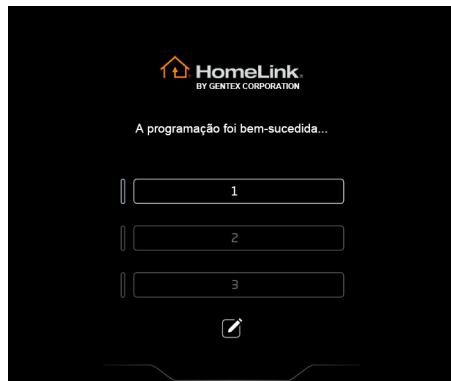 HomeLink.
BY GENTEX CORPORATION
A programação foi bem-sucedida...
1
2
3